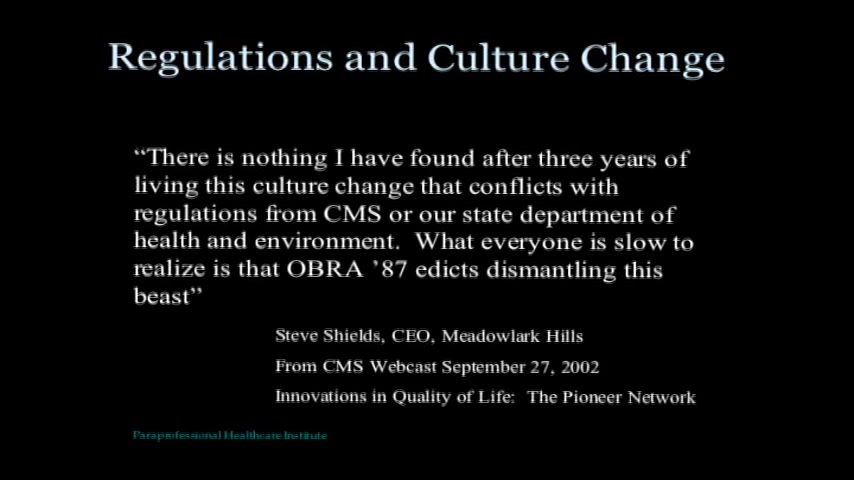 Regulations and Culture Change
“There is nothing I have found after three years of
living this culture change that conflicts with
regulations from CMS or our state department of
health and environment.  What everyone is slow to
realize is that OBRA ’87 edicts dismantling this
beast”
Steve Shields, CEO, Meadowlark Hills
From CMS Webcast September 27, 2002
Innovations in Quality of Life:  The Pioneer Network
Paraprofessional Healthcare Institute